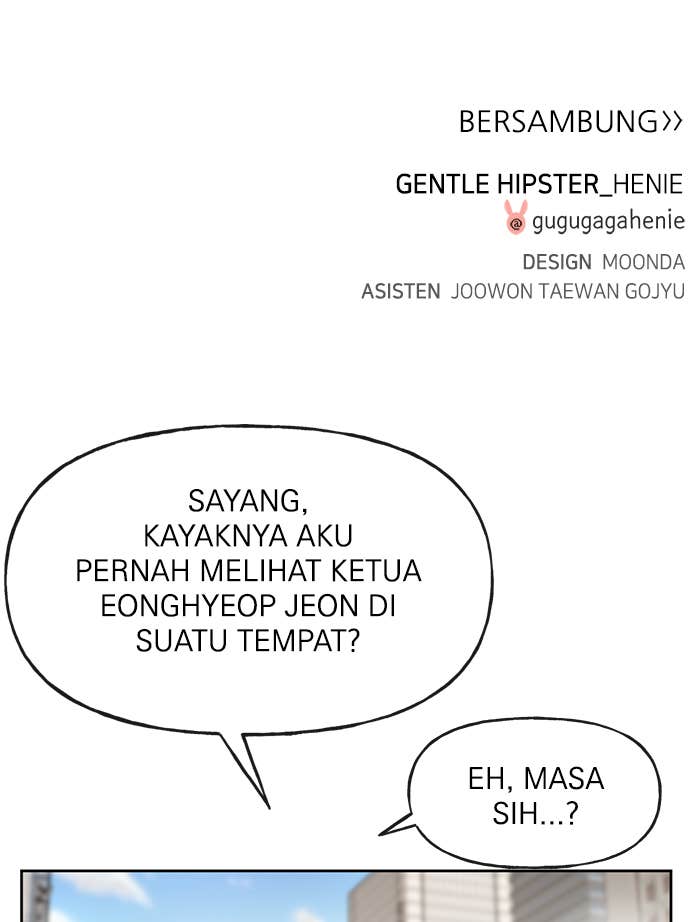 BERSAMBUNG>>
GENTLE HIPSTER_HENIE
@ gugugagahenie
DESIGN MOONDA
ASISTEN JOOWON TAEWAN GOJYU
SAYANG,
KAYAKNYA AKU
PERNAH MELIHAT KETUA
EONGHYEOP JEON DI
SUATU TEMPAT?
EH, MASA
SIH...?